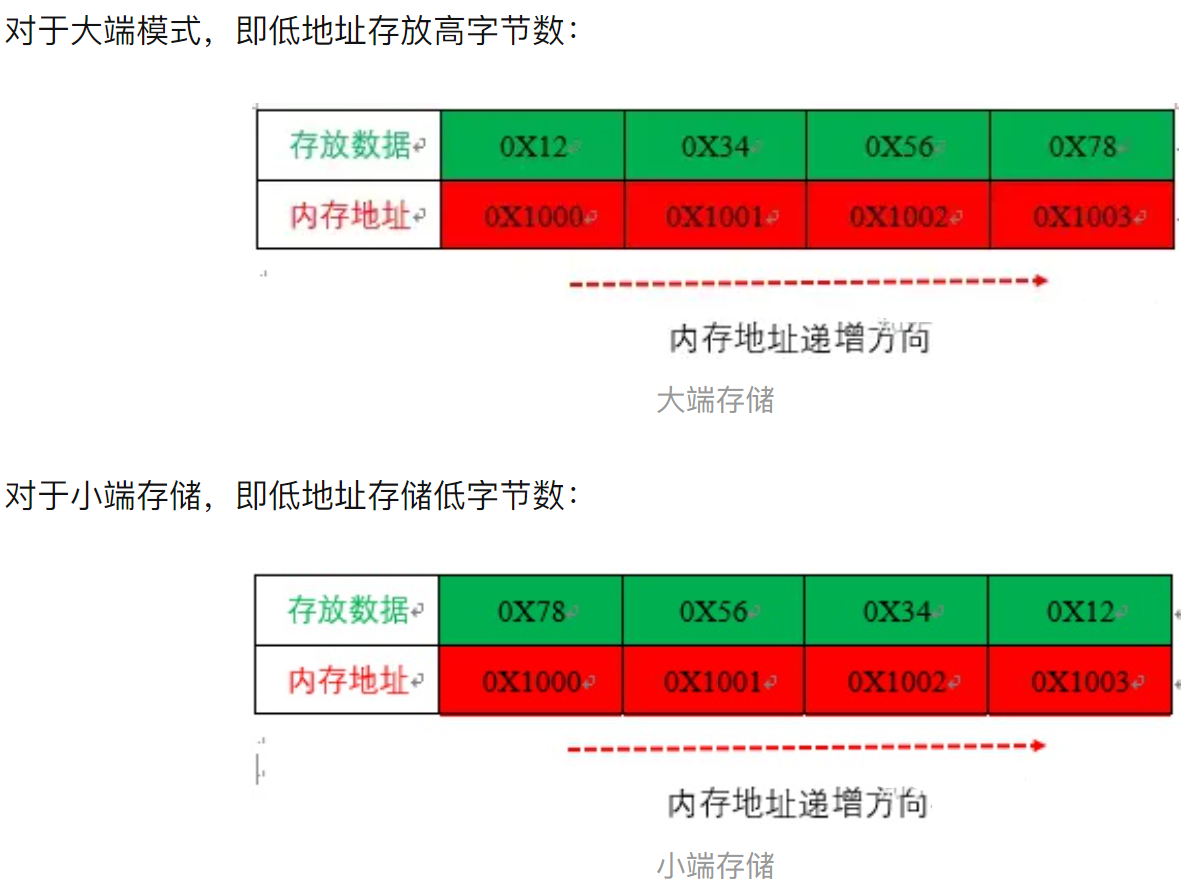 对于大端模式，即低地址存放高字节数：
存放数据 0X12 0X34 0X56 0X78
内存地址 0X1000 0X1001 0X1002 0X1003
内存地址递增方向
大端存储
对于小端存储，即低地址存储低字节数：
存放数据 0X78 0X56 0X34 0X12
内存地址 0X1000 0X1001 0X1002 0X1003
内存地址递增方向
小端存储